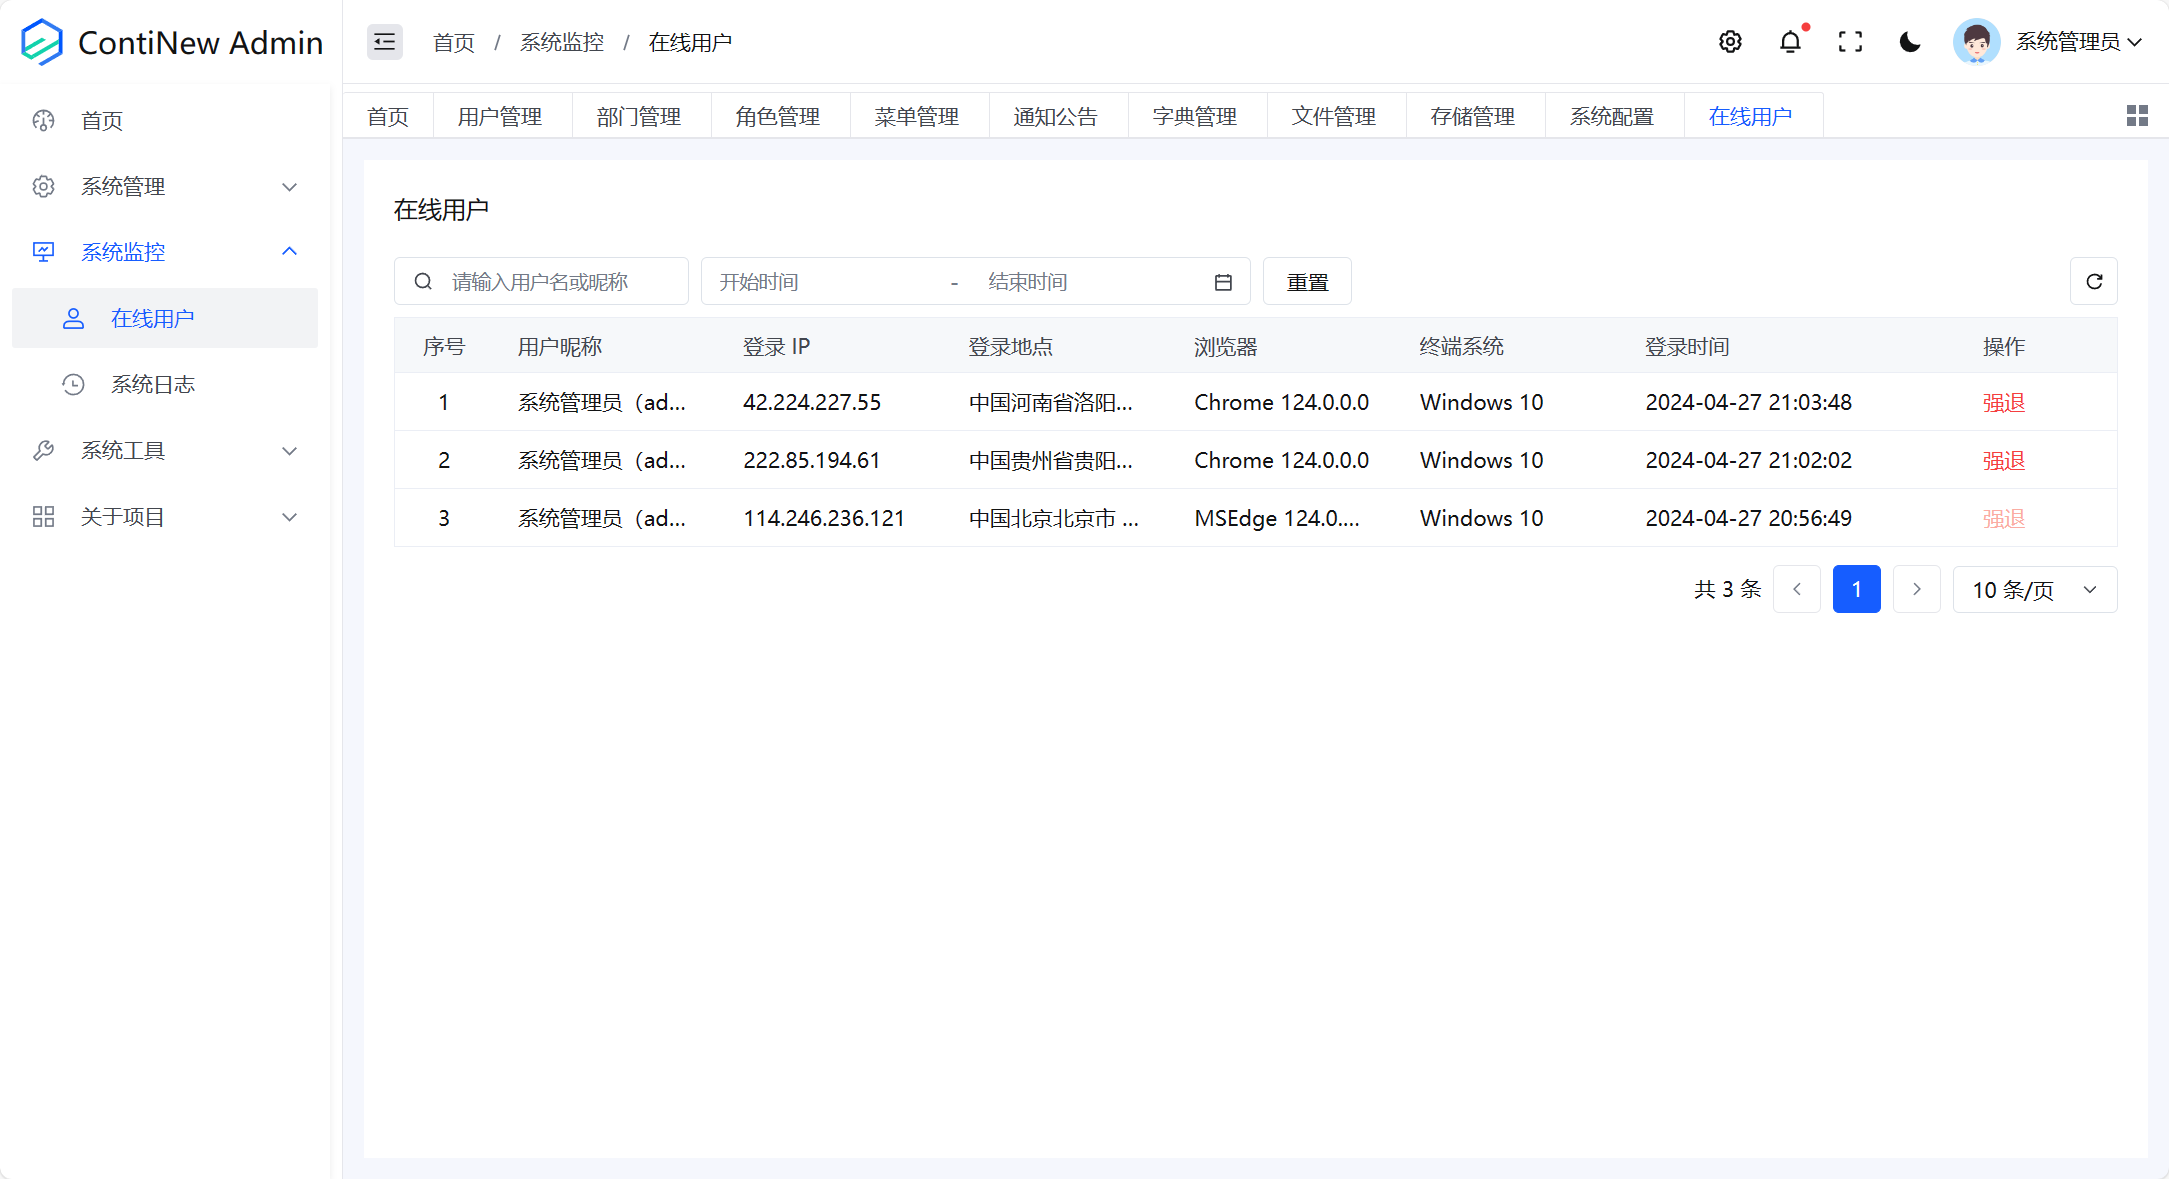 ContiNew Admin
首页 / 系统监控 / 在线用户
系统管理员
首页
系统管理
系统监控
在线用户
系统日志
系统工具
关于项目
首页 用户管理 部门管理 角色管理 菜单管理 通知公告 字典管理 文件管理 存储管理 系统配置 在线用户
在线用户
请输入用户名或昵称 开始时间 - 结束时间 重置
序号 用户昵称 登录 IP 登录地点 浏览器 终端系统 登录时间 操作
1 系统管理员（ad... 42.224.227.55 中国河南省洛阳... Chrome 124.0.0.0 Windows 10 2024-04-27 21:03:48 强退
2 系统管理员（ad... 222.85.194.61 中国贵州省贵阳... Chrome 124.0.0.0 Windows 10 2024-04-27 21:02:02 强退
3 系统管理员（ad... 114.246.236.121 中国北京北京市 ... MSEdge 124.0.... Windows 10 2024-04-27 20:56:49 强退
共 3 条 1 10 条/页